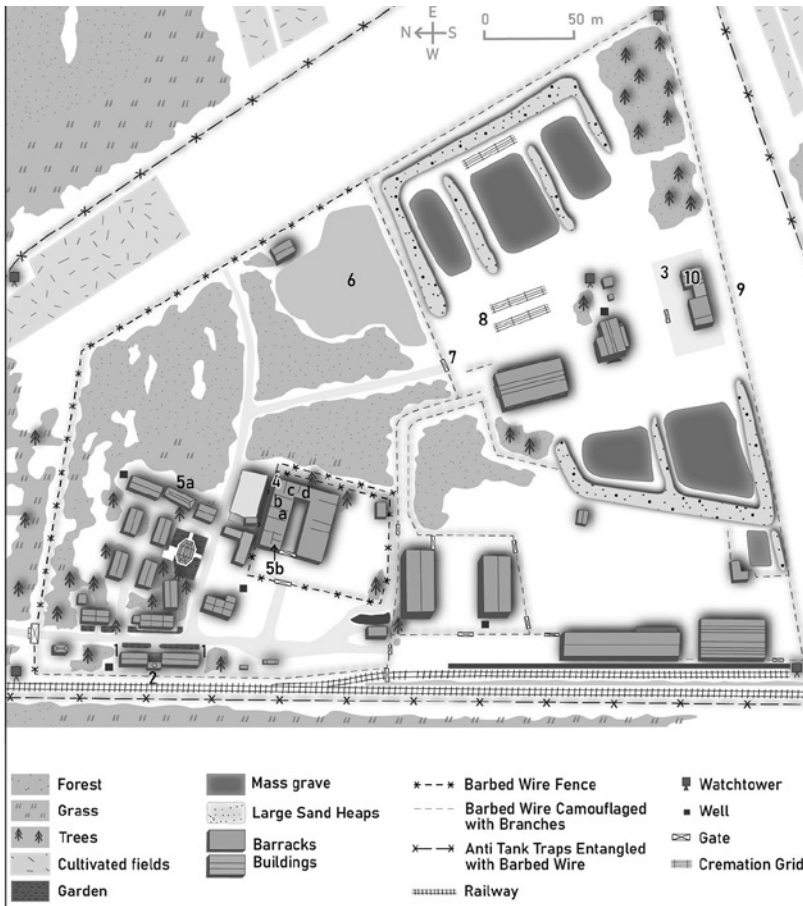 E
N S
W
0 50 m
6
3
10
9
8
7
5a
4
c d
b
a
5b
1
1
2
Forest
Grass
Trees
Cultivated fields
Garden
Mass grave
Large Sand Heaps
Barracks
Buildings
Barbed Wire Fence
Barbed Wire Camouflaged
with Branches
Anti Tank Traps Entangled
with Barbed Wire
Railway
Watchtower
Well
Gate
Cremation Grid